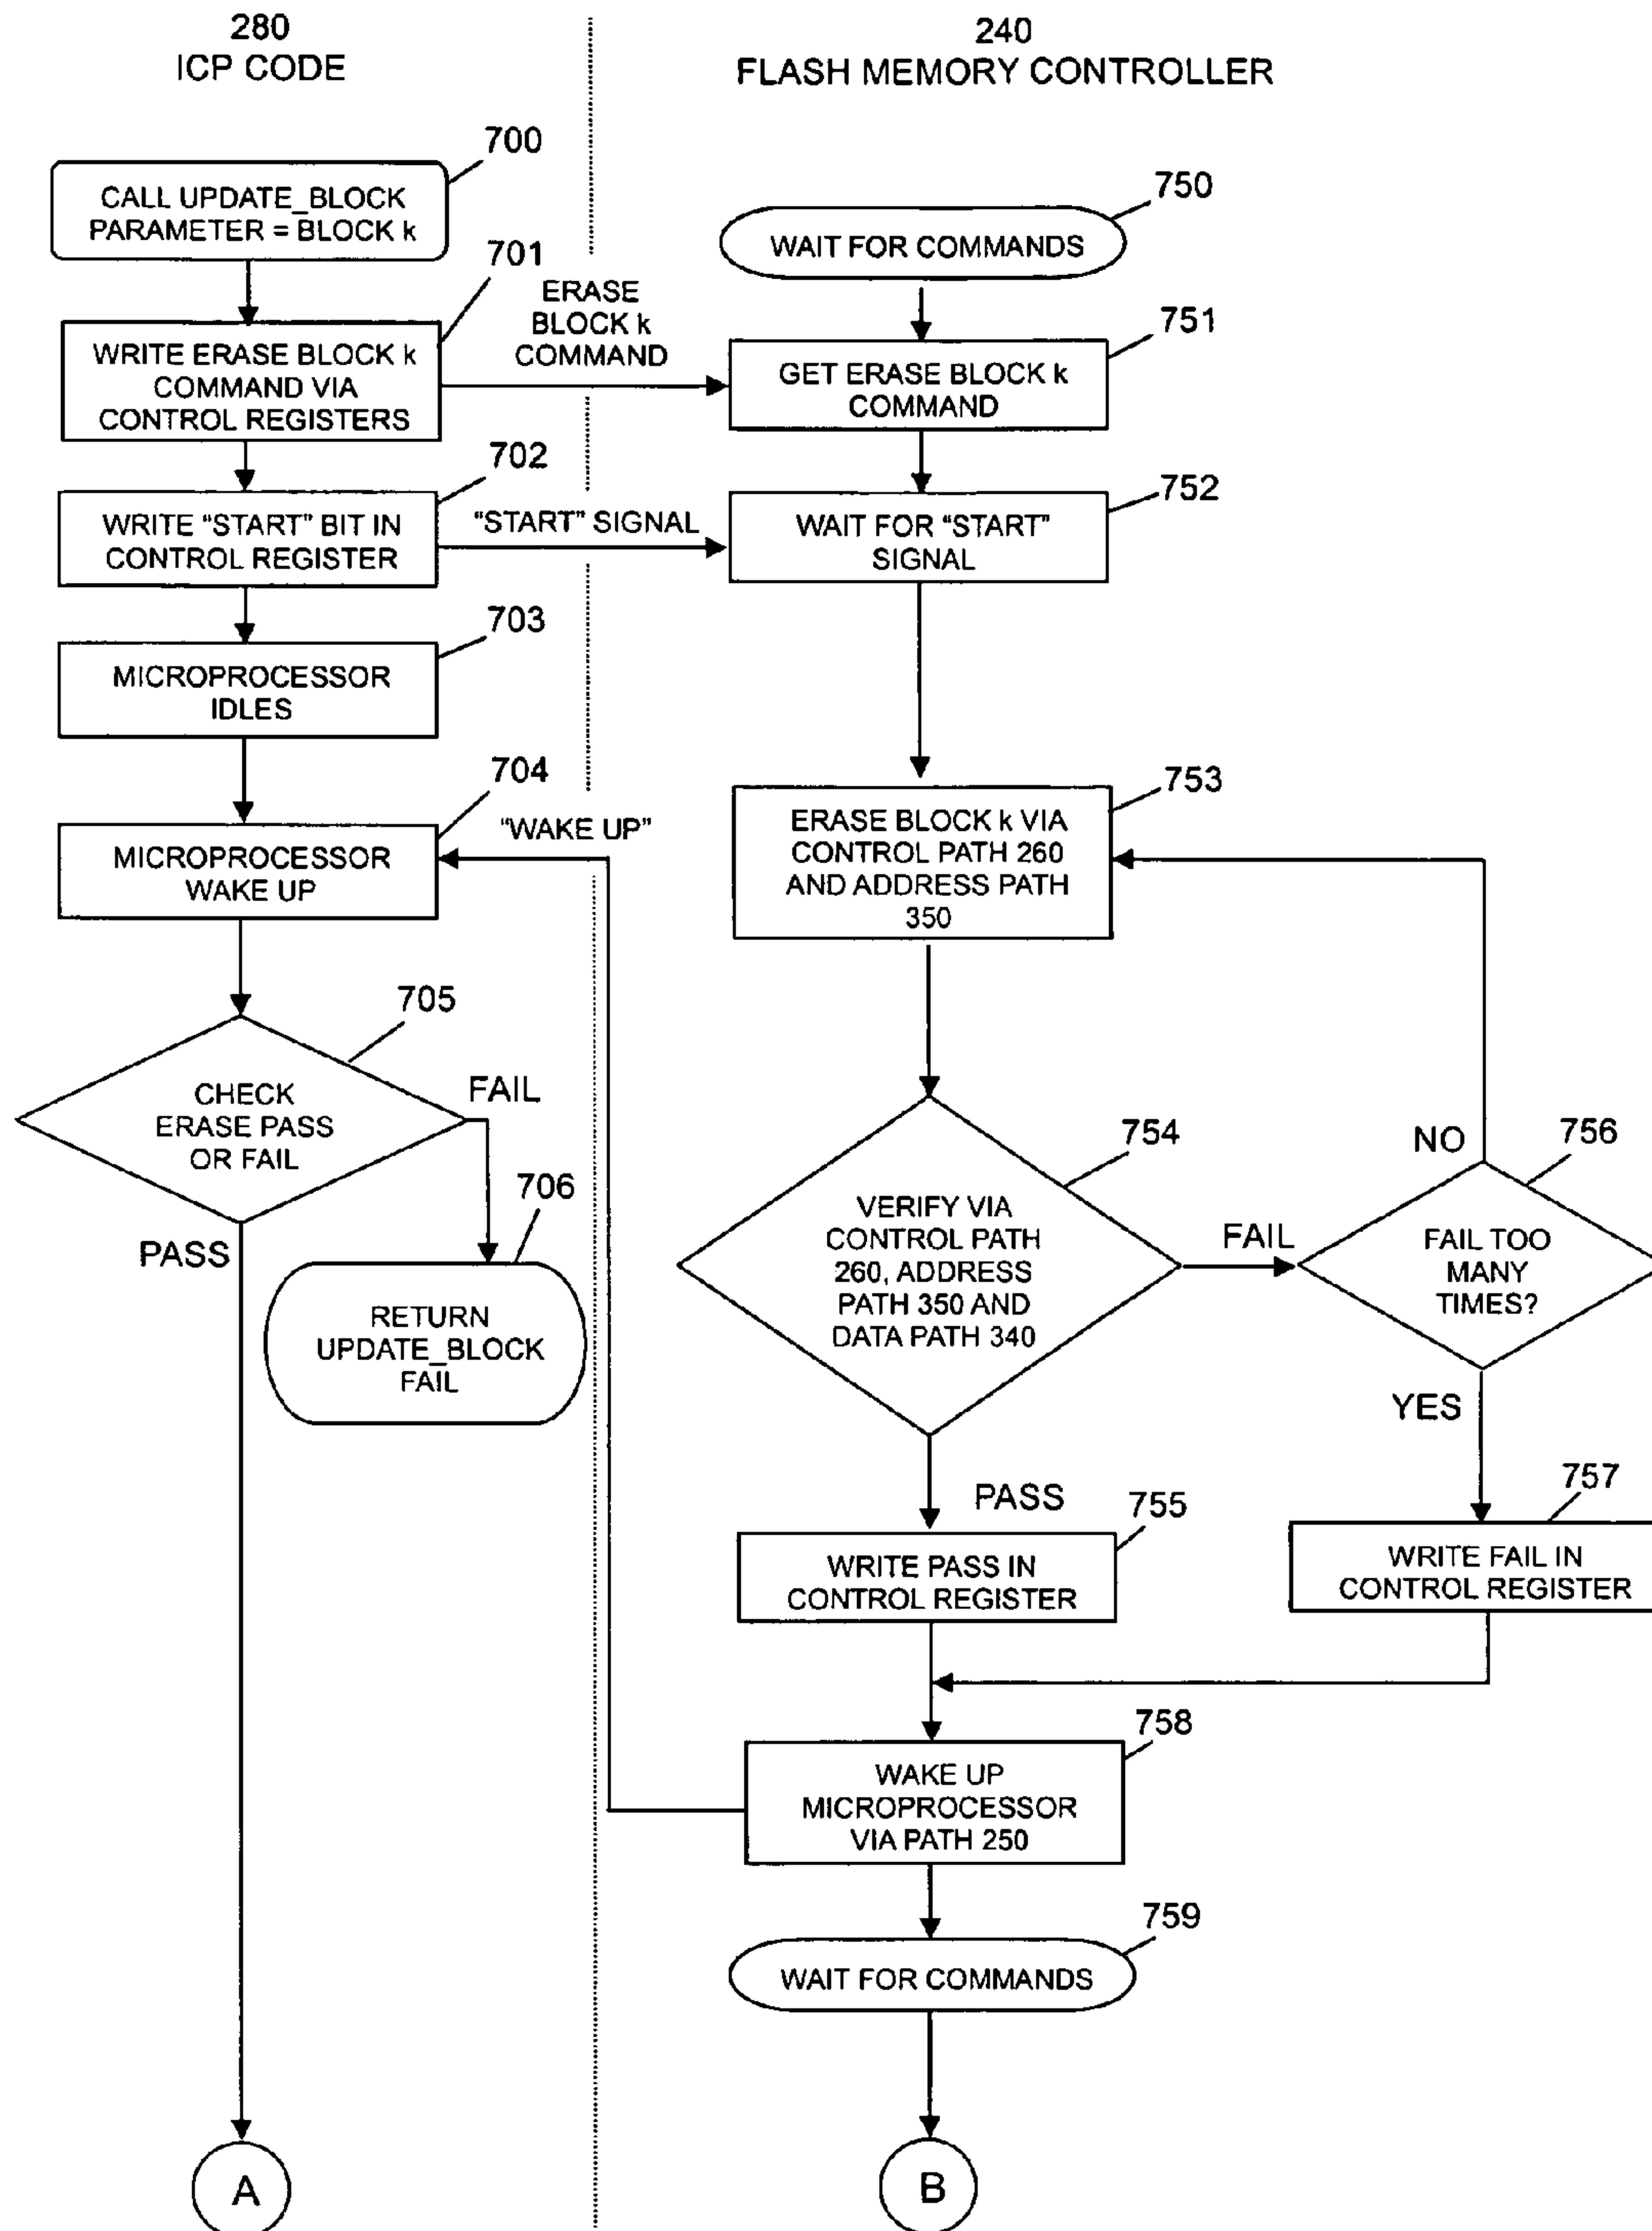 280
ICP CODE
240
FLASH MEMORY CONTROLLER
700
CALL UPDATE_BLOCK
PARAMETER = BLOCK k
750
WAIT FOR COMMANDS
701
WRITE ERASE BLOCK k
COMMAND VIA
CONTROL REGISTERS
ERASE
BLOCK k
COMMAND
751
GET ERASE BLOCK k
COMMAND
702
WRITE “START” BIT IN
CONTROL REGISTER
“START” SIGNAL
752
WAIT FOR “START”
SIGNAL
703
MICROPROCESSOR
IDLES
704
MICROPROCESSOR
WAKE UP
“WAKE UP”
753
ERASE BLOCK k VIA
CONTROL PATH 260
AND ADDRESS PATH
350
705
CHECK
ERASE PASS
OR FAIL
FAIL
PASS
706
RETURN
UPDATE_BLOCK
FAIL
754
VERIFY VIA
CONTROL PATH
260, ADDRESS
PATH 350 AND
DATA PATH 340
FAIL
NO
756
FAIL TOO
MANY
TIMES?
YES
PASS
755
WRITE PASS IN
CONTROL REGISTER
757
WRITE FAIL IN
CONTROL REGISTER
758
WAKE UP
MICROPROCESSOR
VIA PATH 250
759
WAIT FOR COMMANDS
A
B